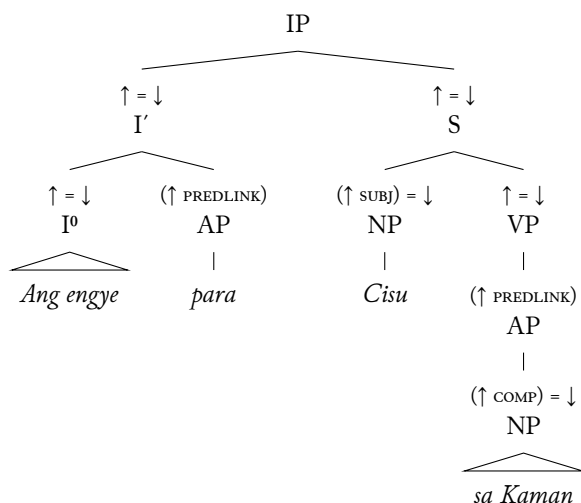 IP
↑ = ↓ ↑ = ↓
I′ S
↑ = ↓ (↑ PREDLINK) (↑ SUBJ) = ↓ ↑ = ↓
I⁰ AP NP VP
Ang engye para Cisu (↑ PREDLINK)
AP
(↑ COMP) = ↓
NP
sa Kaman